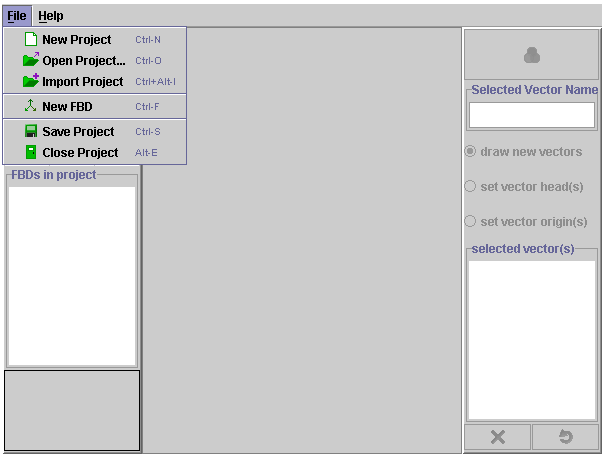 File Help
New Project Ctrl-N
Open Project... Ctrl-O
Import Project Ctrl+Alt-I
New FBD Ctrl-F
Save Project Ctrl-S
Close Project Alt-E
FBDs in project
Selected Vector Name
draw new vectors
set vector head(s)
set vector origin(s)
selected vector(s)